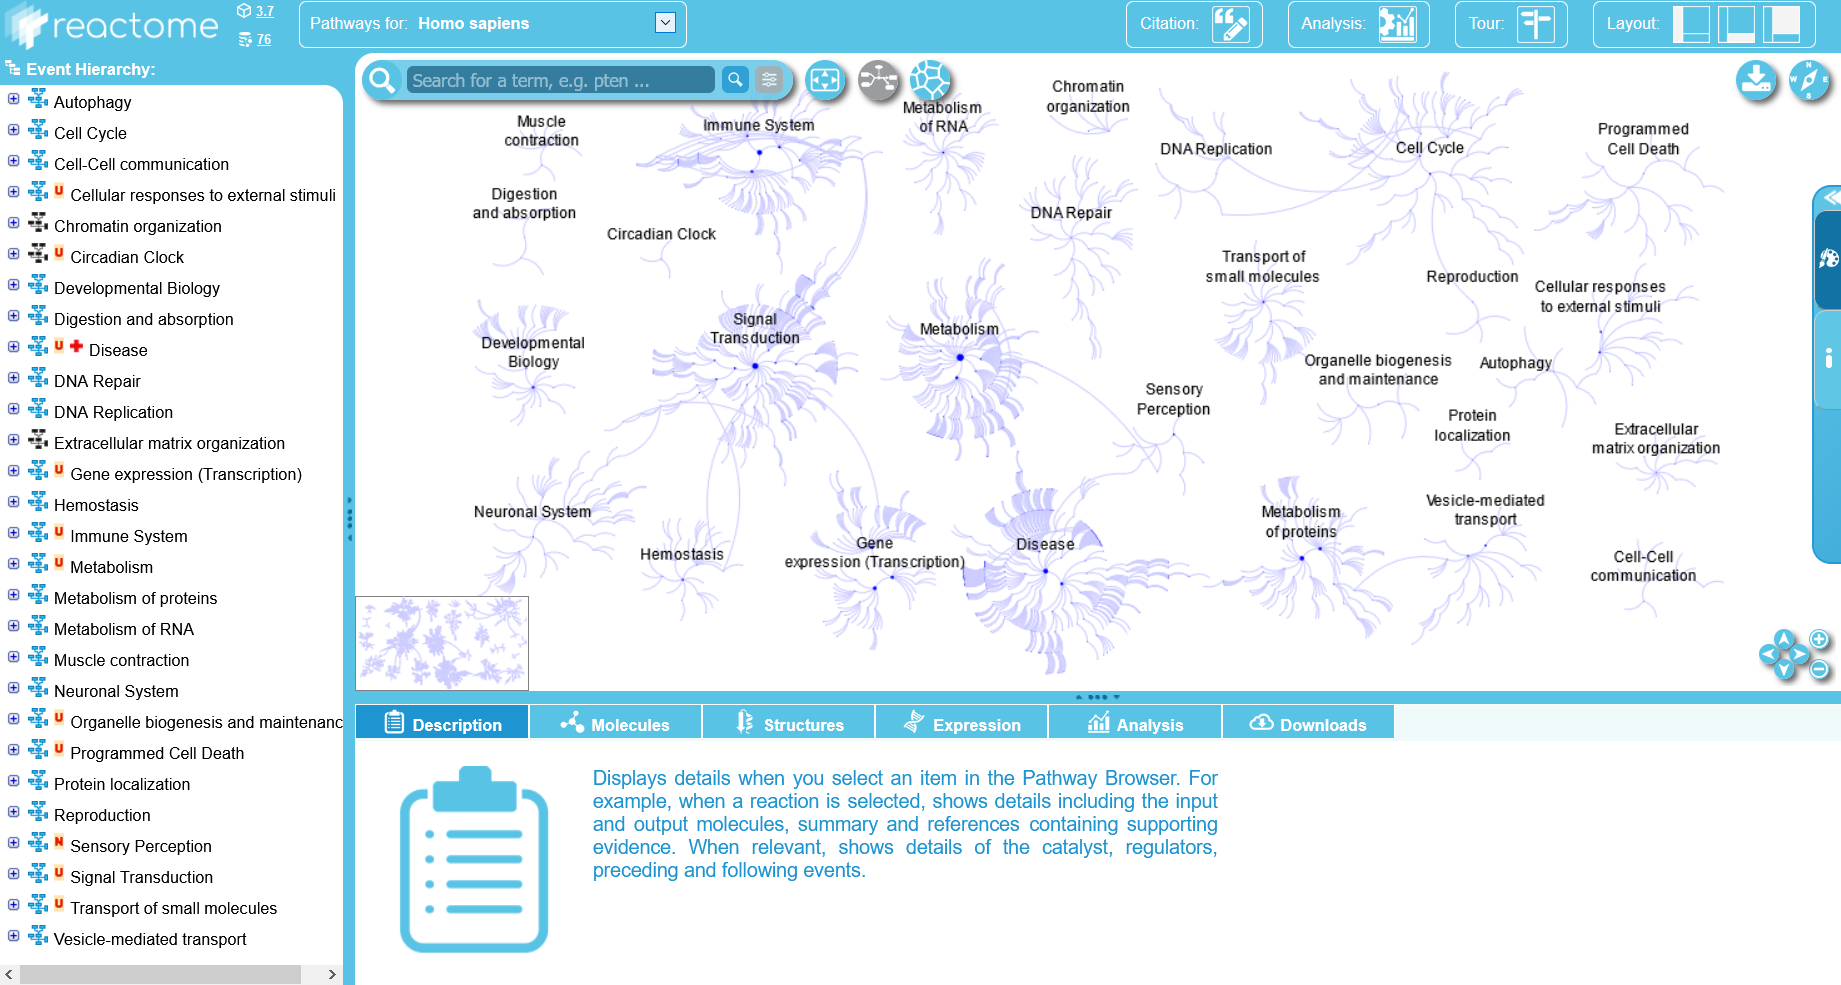 reactome
3.7
76
Pathways for: Homo sapiens
Citation:
Analysis:
Tour:
Layout:
Event Hierarchy:
Autophagy
Cell Cycle
Cell-Cell communication
U Cellular responses to external stimuli
Chromatin organization
U Circadian Clock
Developmental Biology
Digestion and absorption
U Disease
DNA Repair
DNA Replication
Extracellular matrix organization
U Gene expression (Transcription)
Hemostasis
U Immune System
U Metabolism
Metabolism of proteins
Metabolism of RNA
Muscle contraction
Neuronal System
U Organelle biogenesis and maintenanc
U Programmed Cell Death
Protein localization
Reproduction
N Sensory Perception
U Signal Transduction
U Transport of small molecules
Vesicle-mediated transport
Search for a term, e.g. pten ...
N
W E
S
Muscle
contraction
Immune System
Metabolism
of RNA
Chromatin
organization
DNA Replication
Cell Cycle
Programmed
Cell Death
Digestion
and absorption
Circadian Clock
DNA Repair
Transport of
small molecules
Reproduction
Cellular responses
to external stimuli
Developmental
Biology
Signal
Transduction
Metabolism
Sensory
Perception
Organelle biogenesis
and maintenance
Autophagy
Protein
localization
Extracellular
matrix organization
Neuronal System
Hemostasis
Gene
expression (Transcription)
Disease
Metabolism
of proteins
Vesicle-mediated
transport
Cell-Cell
communication
Description
Molecules
Structures
Expression
Analysis
Downloads
Displays details when you select an item in the Pathway Browser. For
example, when a reaction is selected, shows details including the input
and output molecules, summary and references containing supporting
evidence. When relevant, shows details of the catalyst, regulators,
preceding and following events.